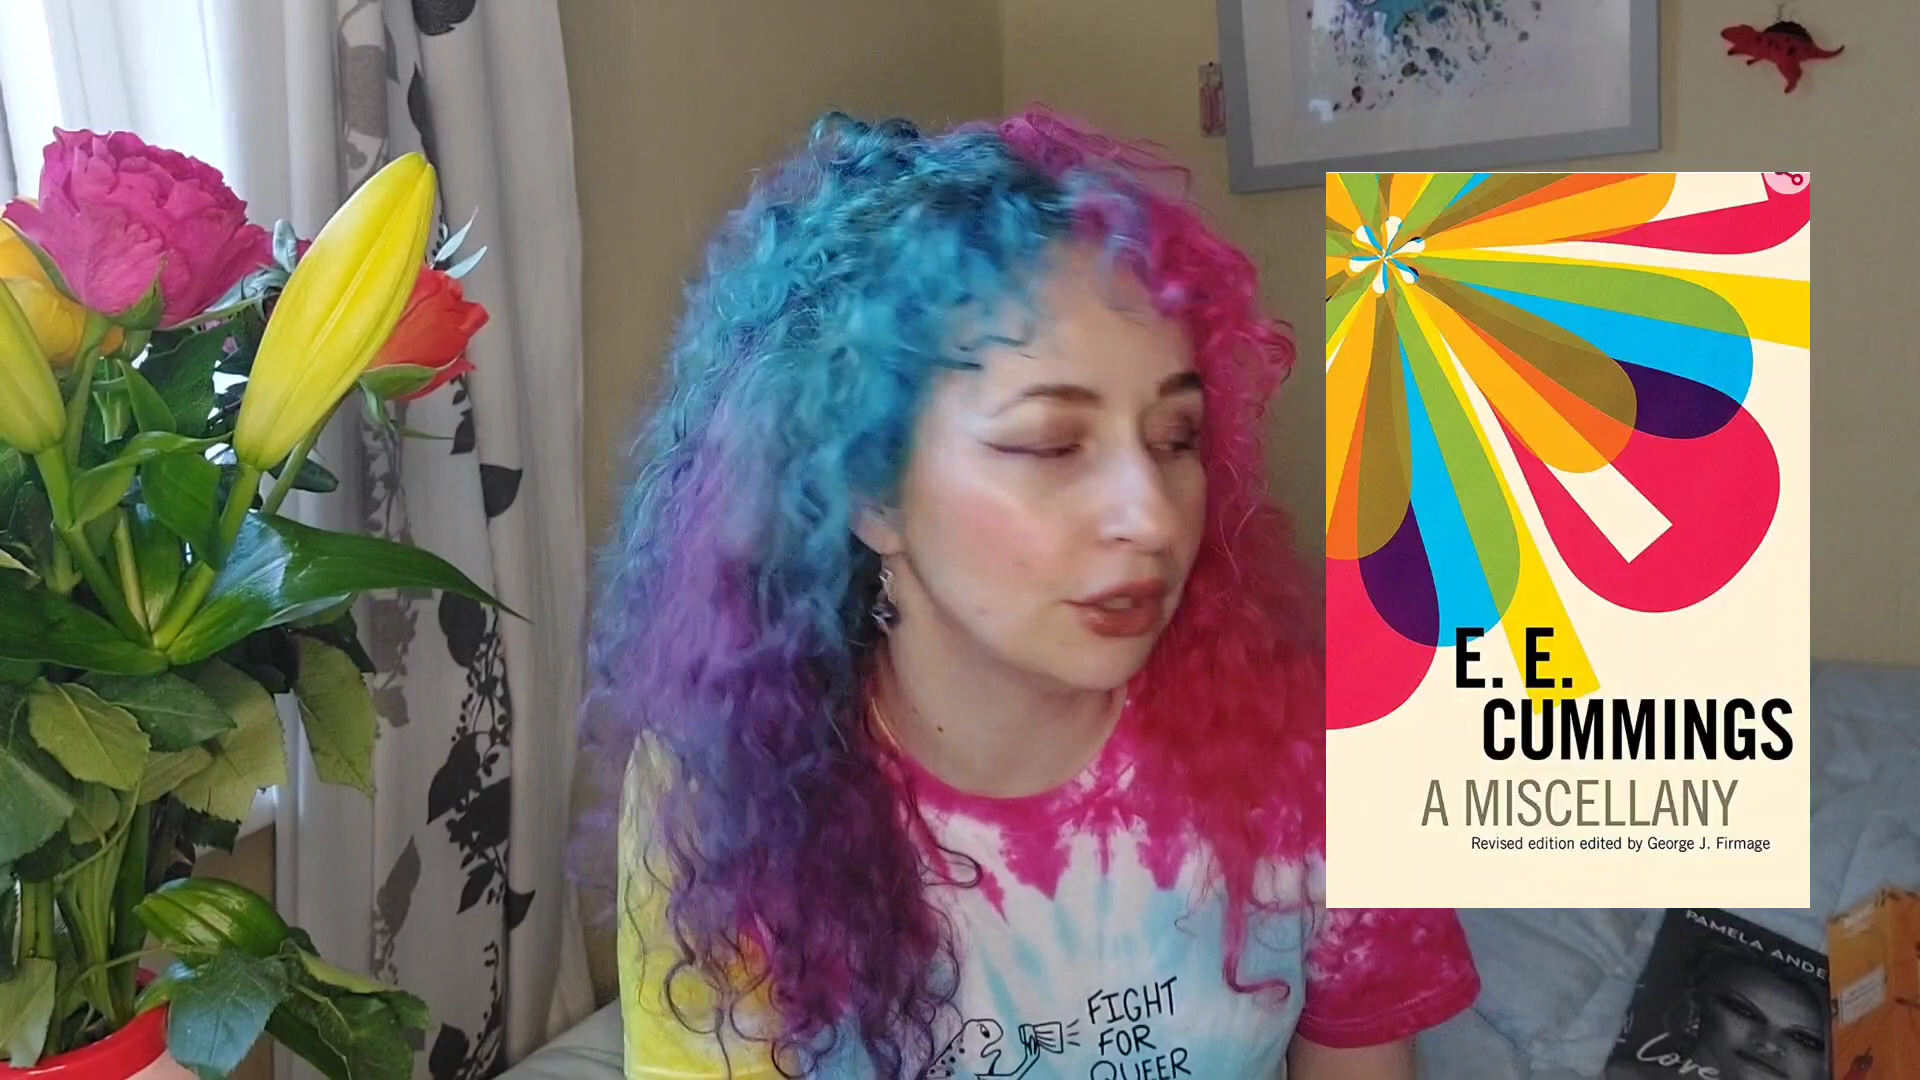 E. E.
CUMMINGS
A MISCELLANY
Revised edition edited by George J. Firmage
PAMELA ANDE
Love
FIGHT
FOR
QUEER